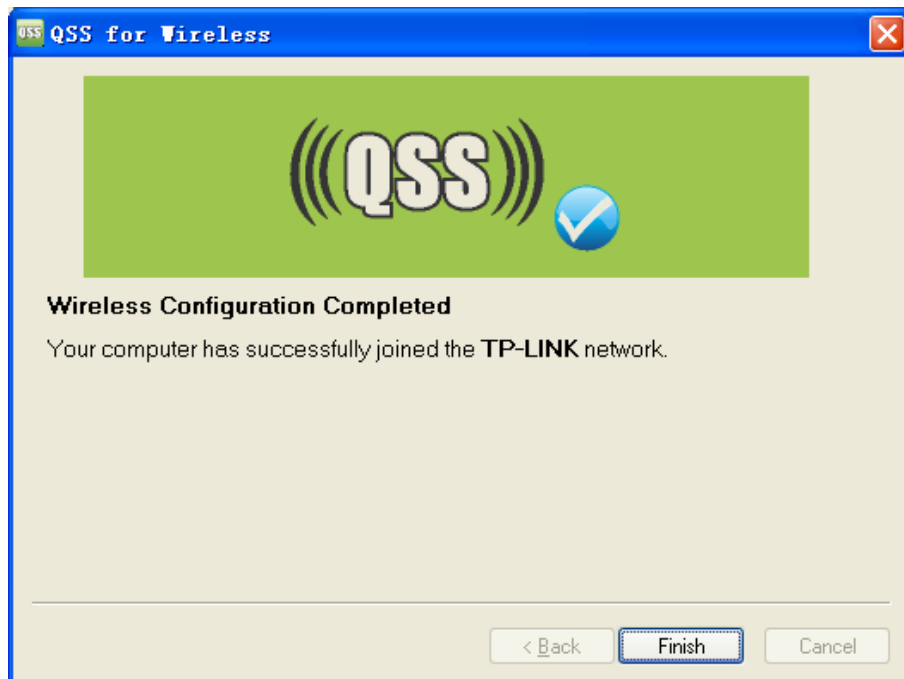 QSS QSS for Wireless
(((QSS)))
Wireless Configuration Completed
Your computer has successfully joined the TP-LINK network.
< Back Finish Cancel